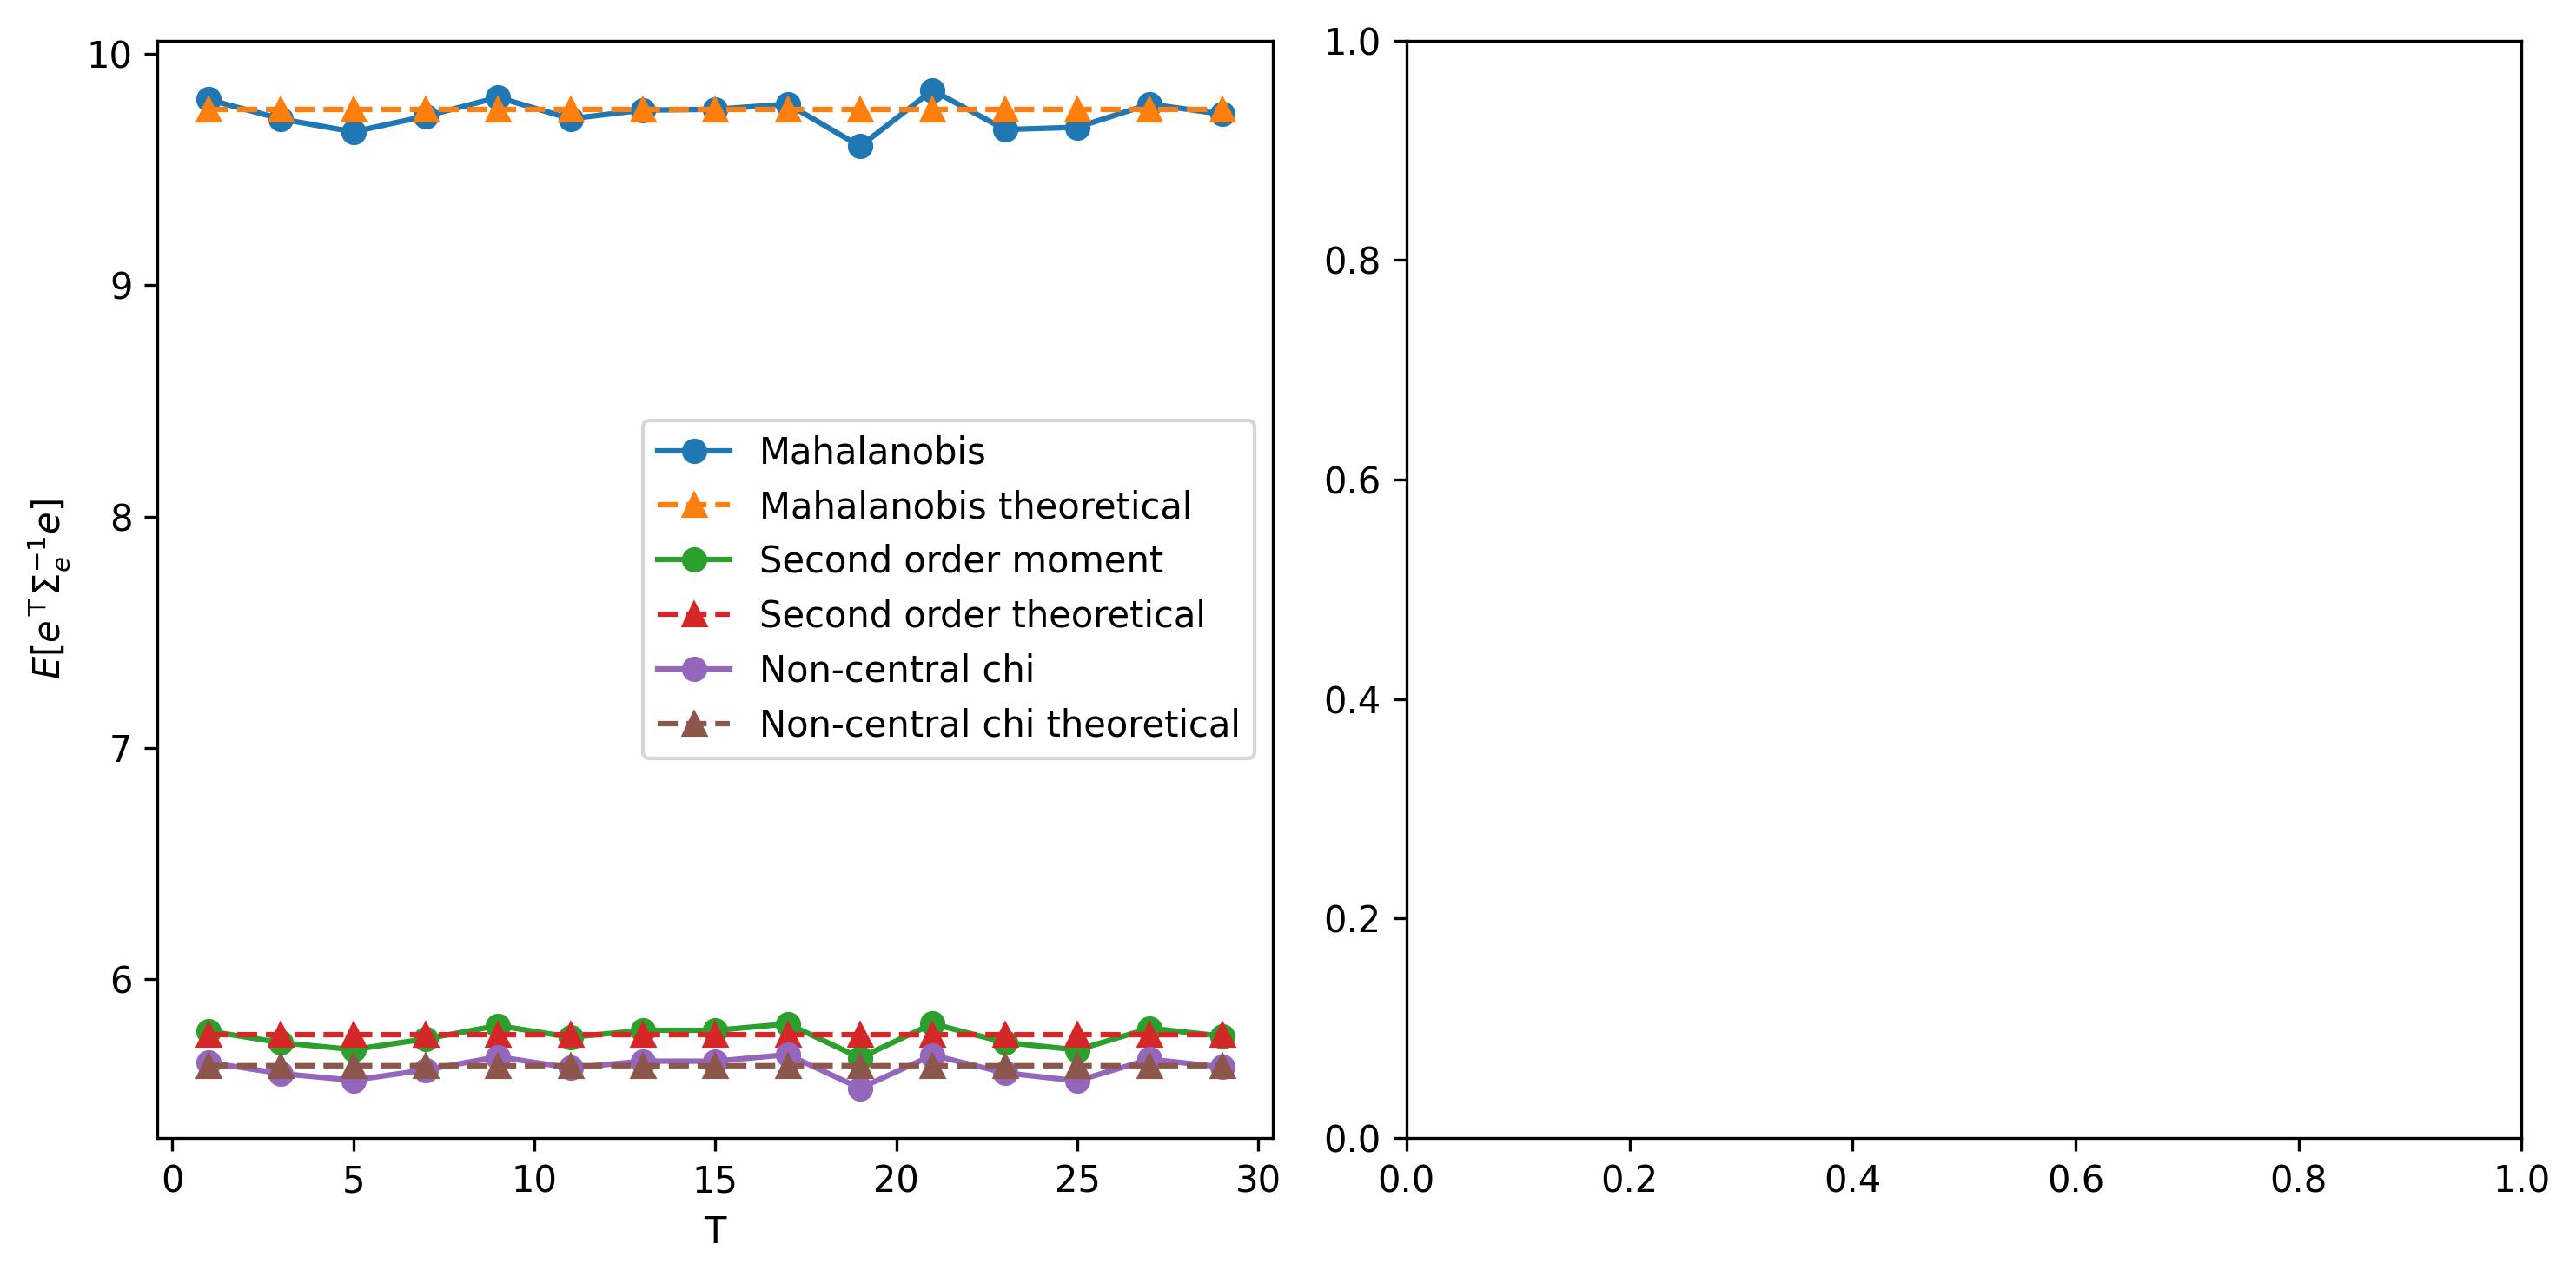 10
9
8
7
6
E[e⊤Σe−1e]
0 5 10 15 20 25 30
T
Mahalanobis
Mahalanobis theoretical
Second order moment
Second order theoretical
Non-central chi
Non-central chi theoretical
1.0
0.8
0.6
0.4
0.2
0.0
0.0 0.2 0.4 0.6 0.8 1.0